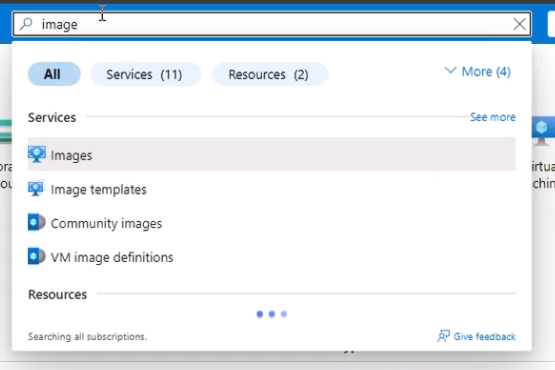 image
All
Services (11)
Resources (2)
More (4)
Services
See more
Images
Image templates
Community images
VM image definitions
Resources
Searching all subscriptions.
Give feedback